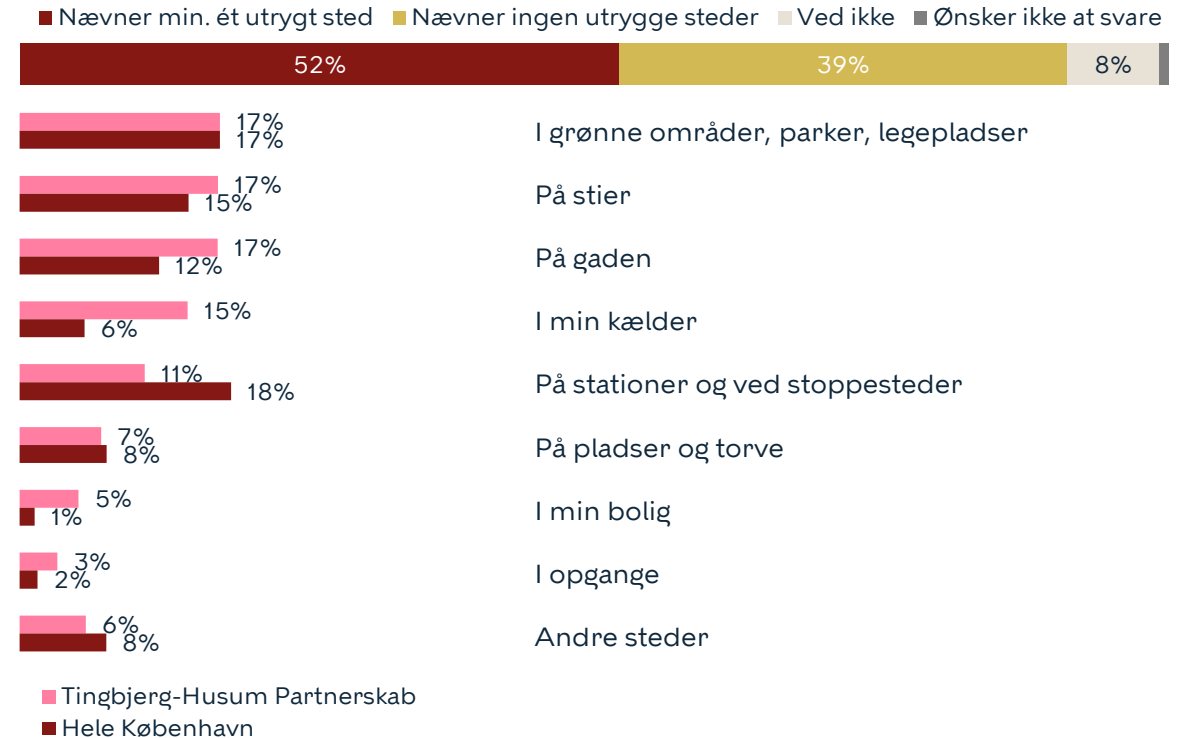 Nævner min. ét utrygt sted Nævner ingen utrygge steder Ved ikke Ønsker ikke at svare
52% 39% 8%
17%
17%
I grønne områder, parker, legepladser
17%
15%
På stier
17%
12%
På gaden
15%
6%
I min kælder
11%
18%
På stationer og ved stoppesteder
7%
8%
På pladser og torve
5%
1%
I min bolig
3%
2%
I opgange
6%
8%
Andre steder
Tingbjerg-Husum Partnerskab
Hele København